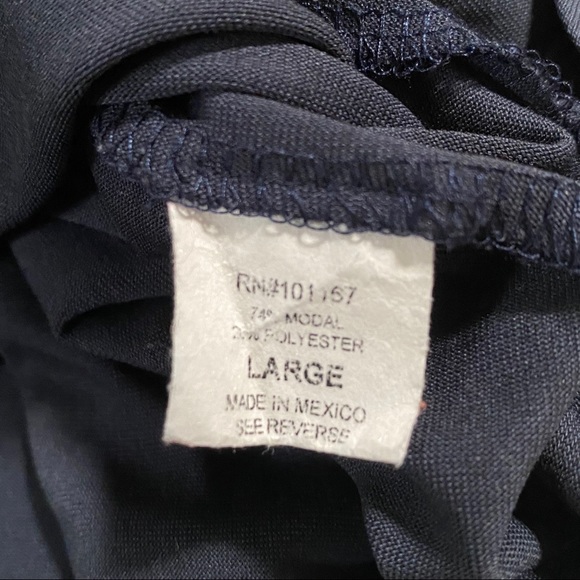 RN#101167
74% MODAL
POLYESTER
LARGE
MADE IN MEXICO
SEE REVERSE